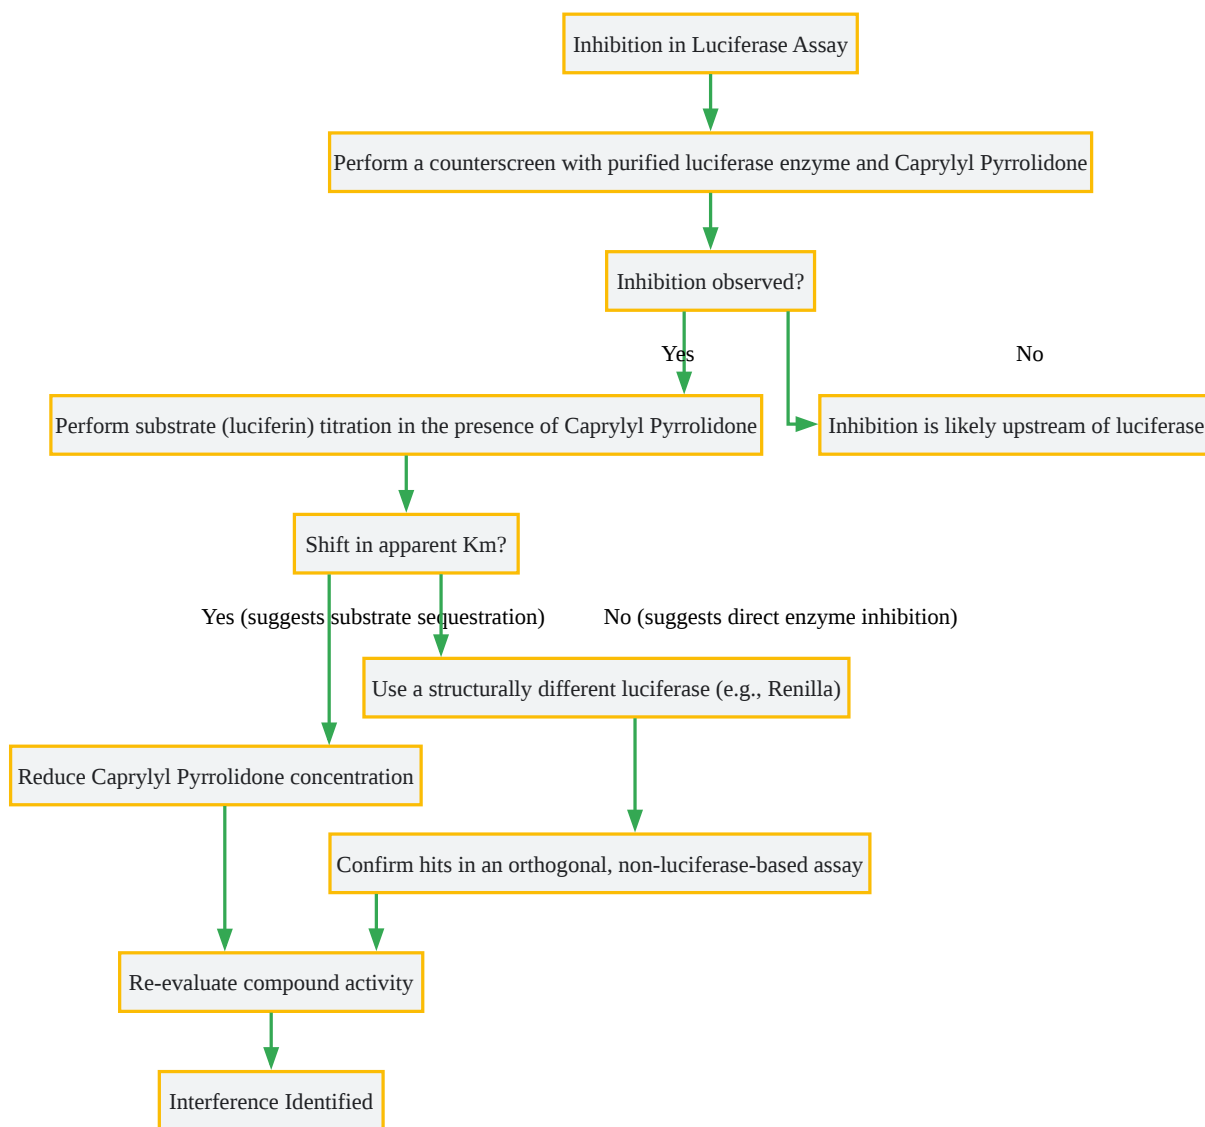 Inhibition in Luciferase Assay
Perform a counterscreen with purified luciferase enzyme and Caprylyl Pyrrolidone
Inhibition observed?
Yes
No
Perform substrate (luciferin) titration in the presence of Caprylyl Pyrrolidone
Inhibition is likely upstream of luciferase
Shift in apparent Km?
Yes (suggests substrate sequestration)
No (suggests direct enzyme inhibition)
Use a structurally different luciferase (e.g., Renilla)
Reduce Caprylyl Pyrrolidone concentration
Confirm hits in an orthogonal, non-luciferase-based assay
Re-evaluate compound activity
Interference Identified